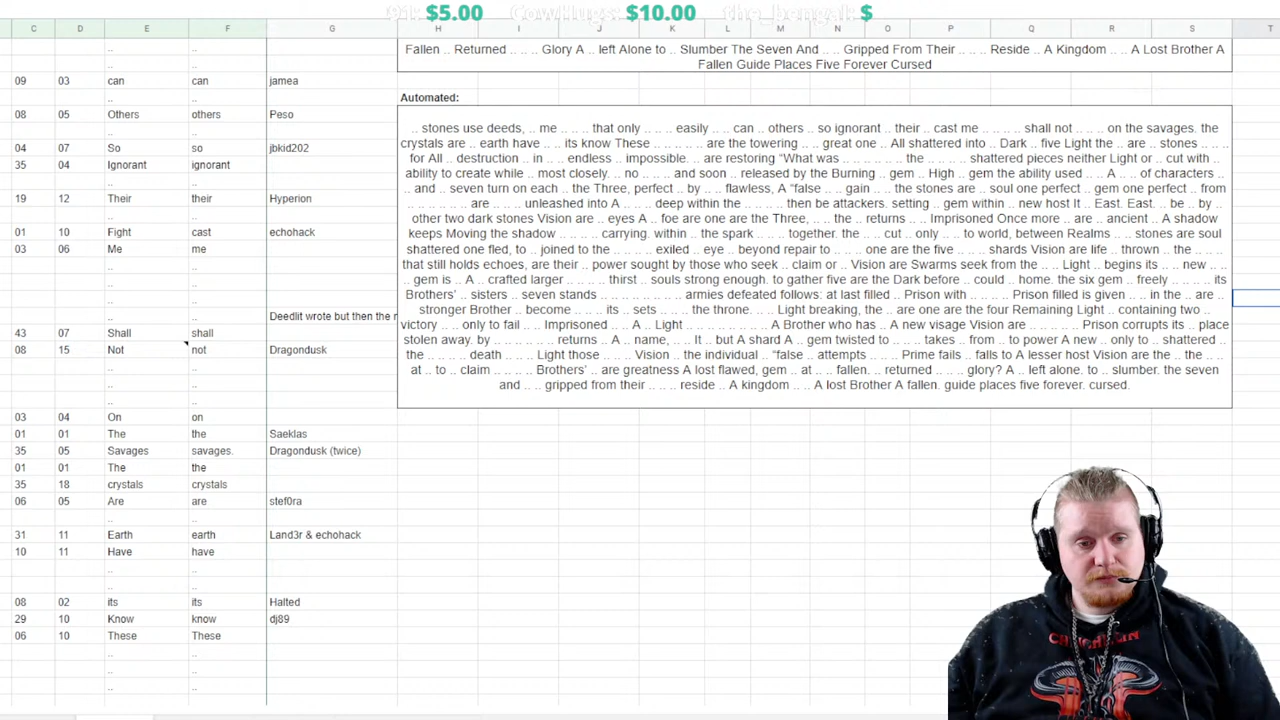 91: $5.00 CowHugs: $10.00 the_bengal: $
C D E F G H I J K L M N O P Q R S T
.. ..
.. ..
09 03 can can jamea
.. ..
08 05 Others others Peso
.. ..
04 07 So so jbkid202
35 04 Ignorant ignorant
.. ..
19 12 Their their Hyperion
.. ..
01 10 Fight cast echohack
03 06 Me me
.. ..
.. ..
.. ..
.. .. Deedlit wrote but then the r
43 07 Shall shall
08 15 Not not Dragondusk
.. ..
.. ..
.. ..
03 04 On on
01 01 The the Saeklas
35 05 Savages savages. Dragondusk (twice)
01 01 The the
35 18 crystals crystals
06 05 Are are stef0ra
.. ..
31 11 Earth earth Land3r & echohack
10 11 Have have
.. ..
.. ..
08 02 its its Halted
29 10 Know know dj89
06 10 These These
.. ..
.. ..
.. ..
Fallen .. Returned .. .. Glory A .. left Alone to .. Slumber The Seven And .. .. Gripped From Their .. .. .. Reside .. A Kingdom .. .. A Lost Brother A
Fallen Guide Places Five Forever Cursed
Automated:
.. stones use deeds, .. me .. .. .. that only .. .. .. easily .. .. can .. others .. so ignorant .. their .. cast me .. .. .. .. shall not .. .. .. on the savages. the
crystals are .. earth have .. .. its know These .. .. .. are the towering .. .. great one .. All shattered into .. Dark .. five Light the .. are .. stones .. .. ..
for All .. destruction .. in .. .. endless .. impossible. .. are restoring “What was .. .. .. .. the .. .. .. shattered pieces neither Light or .. cut with ..
ability to create while .. most closely. .. no .. .. .. and soon .. released by the Burning .. gem .. High .. gem the ability used .. .. A .. .. of characters
.. and .. seven turn on each .. the Three, perfect .. by .. flawless, A “false .. gain .. .. the stones are .. soul one perfect .. gem one perfect .. from
.. .. .. .. .. are .. .. unleashed into A .. .. deep within the .. .. .. then be attackers. setting .. gem within .. new host It .. East. East. .. be .. by ..
other two dark stones Vision are .. eyes A .. foe are one are the Three, .. .. the .. returns .. Imprisoned Once more .. are .. ancient .. A shadow
keeps Moving the shadow .. .. .. .. carrying. within .. the spark .. .. .. together. the .. .. cut .. only .. to world, between Realms .. .. stones are soul
shattered one fled, to .. joined to the .. .. .. exiled .. eye .. beyond repair to .. .. .. one are the five .. .. .. shards Vision are life .. thrown .. the ..
that still holds echoes, are their .. power sought by those who seek .. claim or .. Vision are Swarms seek from the .. .. Light .. begins its .. .. new .. ..
.. gem is .. A .. crafted larger .. .. .. thirst .. souls strong enough. to gather five are the Dark before .. could .. home. the six gem .. freely .. .. .. .. its
Brothers’ .. sisters .. seven stands .. .. .. .. .. .. .. armies defeated follows: at last filled .. Prison with .. .. .. Prison filled is given .. .. in the .. are ..
stronger Brother .. become .. .. its .. sets .. .. the throne. .. .. Light breaking, the .. are one are the four Remaining Light .. containing two ..
victory .. .. only to fail .. Imprisoned .. .. A .. Light .. .. .. .. .. .. .. A Brother who has .. A new visage Vision are .. .. .. .. Prison corrupts its .. place
stolen away. by .. .. .. .. returns .. A name, .. .. It .. but A shard A .. gem twisted to .. .. takes .. from .. to power A new .. only to .. shattered ..
the .. .. .. .. death .. .. Light those .. .. Vision .. the individual .. “false .. attempts .. .. Prime fails .. falls to A lesser host Vision are the .. the ..
at .. to .. claim .. .. .. .. Brothers’ .. are greatness A lost flawed, gem .. at .. fallen. .. returned .. .. glory? A .. left alone. to .. slumber. the seven
and .. .. gripped from their .. .. .. reside .. A kingdom .. .. A lost Brother A fallen. guide places five forever. cursed.